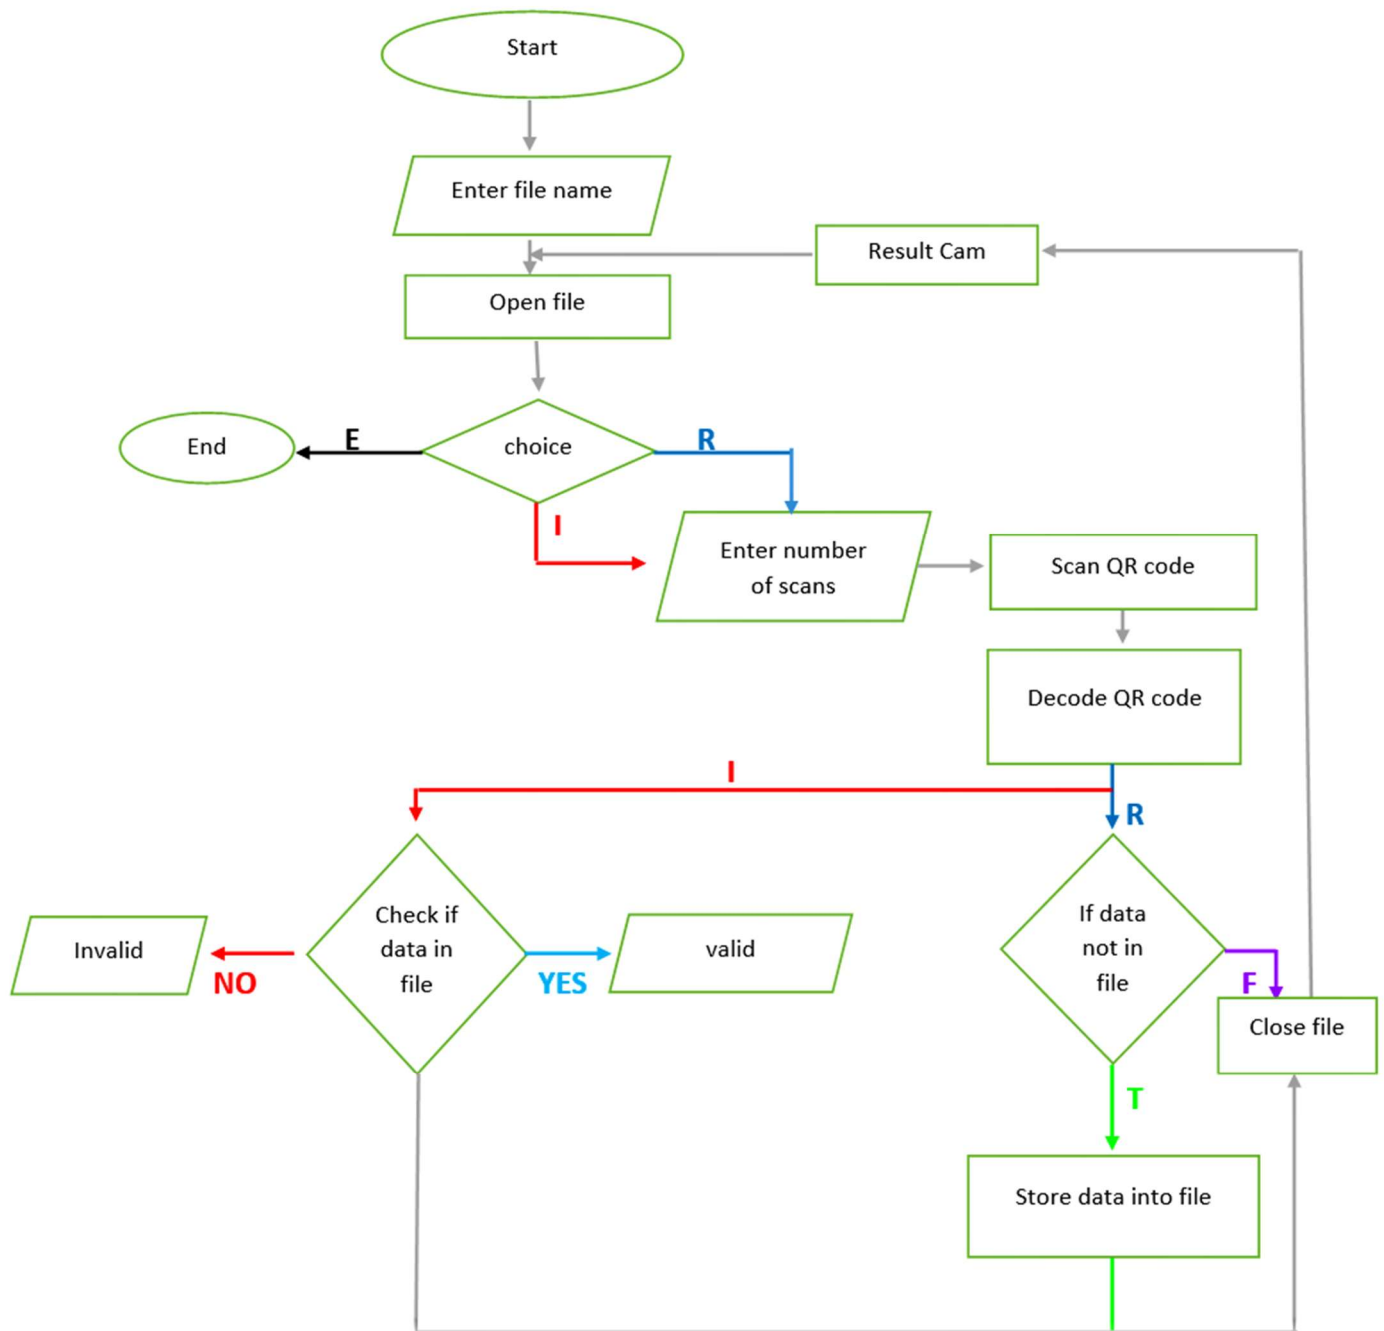 Start
Enter file name
Result Cam
Open file
End
E
choice
R
I
Enter number
of scans
Scan QR code
Decode QR code
I
R
Invalid
NO
Check if
data in
file
YES
valid
If data
not in
file
F
Close file
T
Store data into file